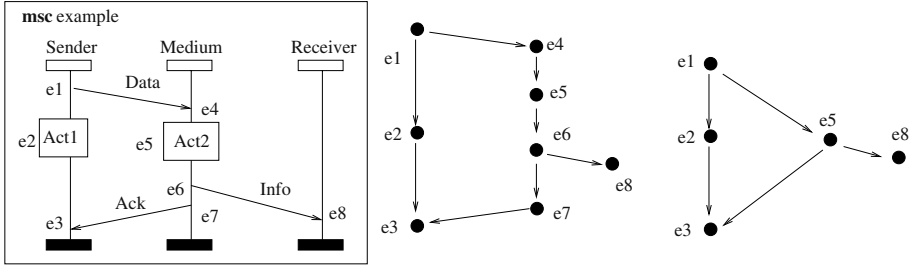 msc example
Sender Medium Receiver
e1 Data e4
e2 Act1 e5 Act2
e6 Info
Ack
e3 e7 e8
e1 e4
e5
e2 e6
e8
e3 e7
e1
e2 e5 e8
e3